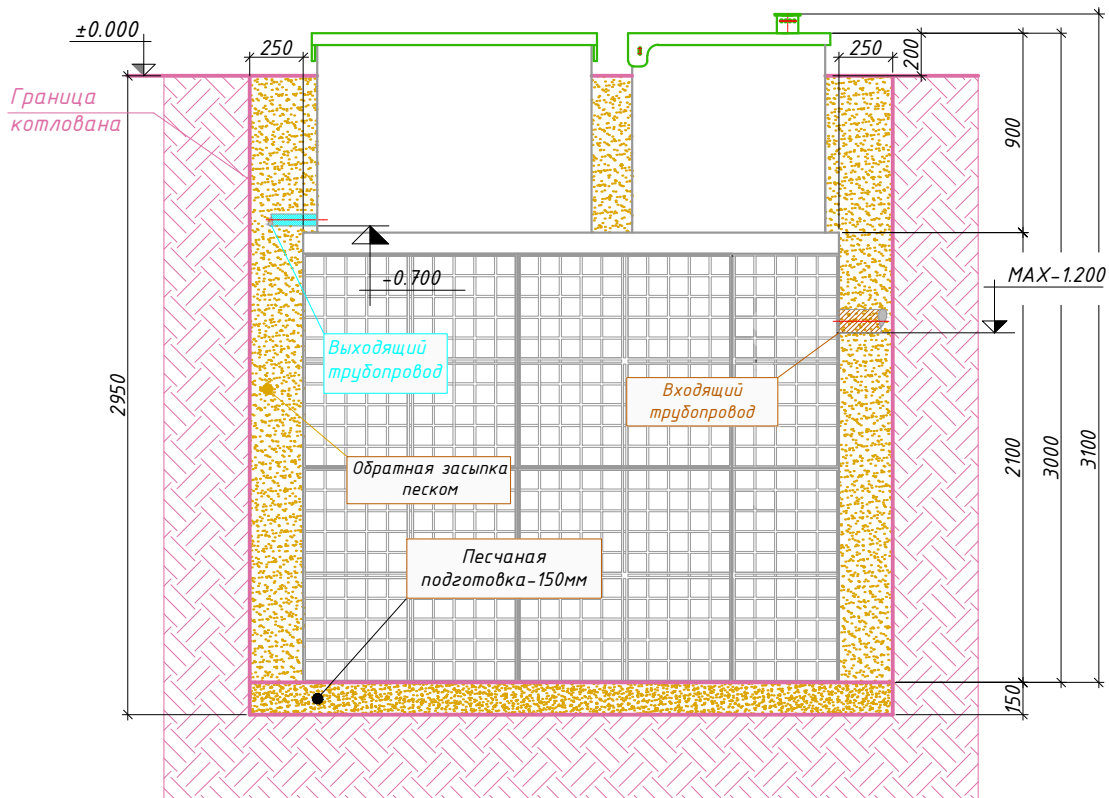 ±0.000
250
250
200
Граница
котлована
900
-0.700
MAX-1.200
Выходящий
трубопровод
Входящий
трубопровод
2950
2100
3000
3100
Обратная засыпка
песком
Песчаная
подготовка-150мм
150